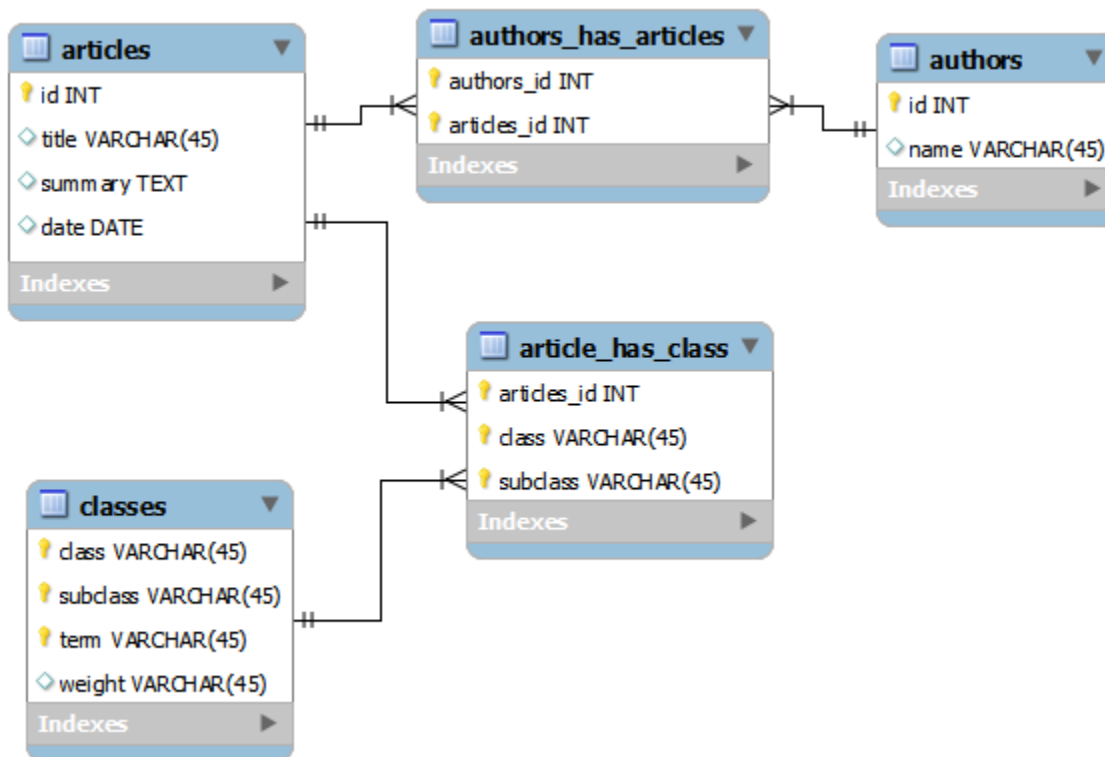 articles
id INT
title VARCHAR(45)
summary TEXT
date DATE
Indexes
authors_has_articles
authors_id INT
articles_id INT
Indexes
authors
id INT
name VARCHAR(45)
Indexes
article_has_class
articles_id INT
class VARCHAR(45)
subclass VARCHAR(45)
Indexes
classes
class VARCHAR(45)
subclass VARCHAR(45)
term VARCHAR(45)
weight VARCHAR(45)
Indexes